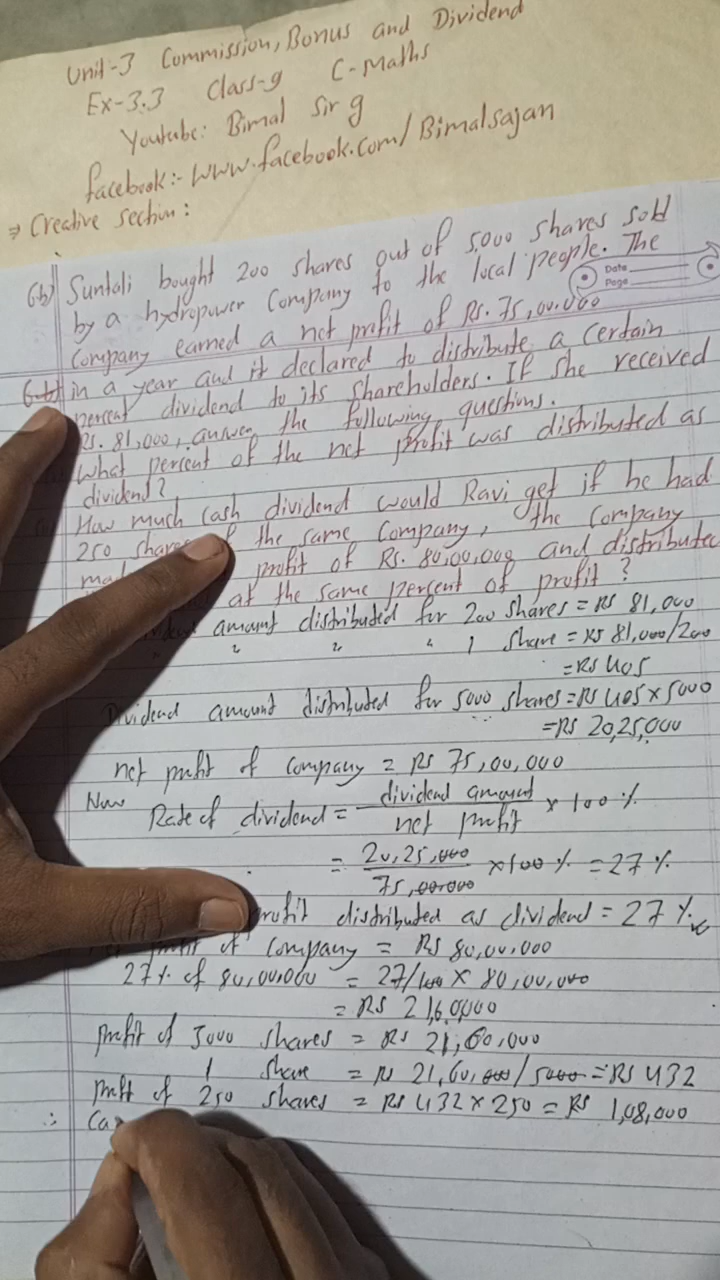 Unit-3 Commission, Bonus and Dividend
Ex-3.3 Class-9 C-Maths
Youtube: Bimal Sir g
facebook:- www.facebook.com/Bimalsajan
⇒ Creative section:
6b) Suntali bought 200 shares out of 5000 shares sold
by a hydropower Company to the local people. The
Date
Page
Company earned a net profit of Rs. 75,00,000
in a year and it declared to distribute a certain
percent dividend to its shareholders. If she received
Rs. 81,000, answer the following questions.
What percent of the net profit was distributed as
dividend?
How much cash dividend would Ravi get if he had
250 shares of the same Company, the Company
profit of Rs. 80,00,000 and distributed
at the same percent of profit?
amount distributed for 200 shares = Rs 81,000
" " " " 1 share = Rs 81,000/200
= Rs 405
Dividend amount distributed for 5000 shares = Rs 405 × 5000
= Rs 20,25,000
net profit of company = Rs 75,00,000
Now Rate of dividend = dividend amount / net profit × 100 %
= 20,25,000 / 75,00,000 × 100 % = 27 %
profit distributed as dividend = 27 %
profit of Company = Rs 80,00,000
27% of 80,00,000 = 27/100 × 80,00,000
= Rs 21,60,000
profit of 5000 shares = Rs 21,60,000
1 share = Rs 21,60,000/5000 = Rs 432
profit of 250 shares = Rs 432 × 250 = Rs 1,08,000
∴ Ca